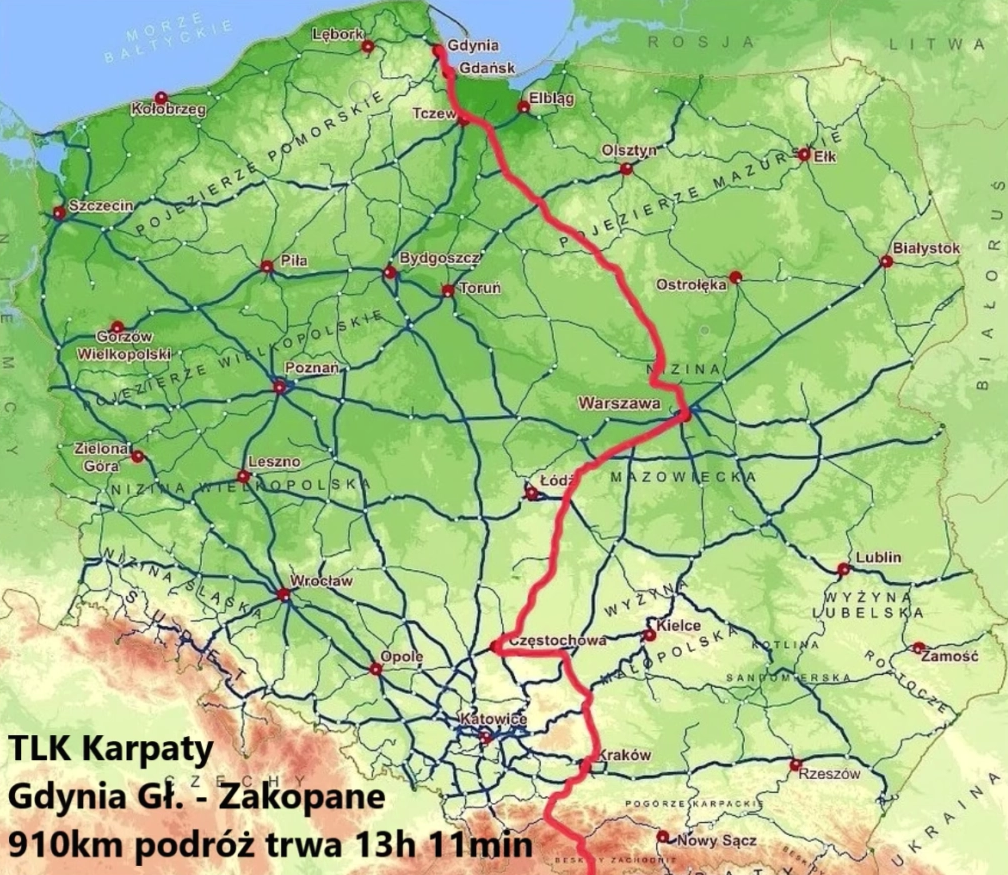 MORZE
BAŁTYCKIE
Lębork
Gdynia
Gdańsk
ROSJA
LITWA
Kołobrzeg
Tczew
Elbląg
POJEZIERZE POMORSKIE
Olsztyn
Ełk
POJEZIERZE MAZURSKIE
Szczecin
BIAŁORUŚ
Białystok
Piła
Bydgoszcz
Toruń
Ostrołęka
NIEMCY
Gorzów
Wielkopolski
POJEZIERZE WIELKOPOLSKIE
Poznań
NIZINA
Warszawa
Zielona
Góra
Leszno
Łódź
MAZOWIECKA
NIZINA WIELKOPOLSKA
NIZINA ŚLĄSKA
Wrocław
Lublin
WYŻYNA
LUBELSKA
SUDETY
WYŻYNA
MAŁOPOLSKA
Częstochowa
Kielce
KOTLINA
SANDOMIERSKA
Zamość
ROZTOCZE
Opole
Katowice
Kraków
Rzeszów
CZECHY
POGÓRZE KARPACKIE
Nowy Sącz
BESKIDY ZACHODNIE
UKRAINA
TLK Karpaty
Gdynia Gł. - Zakopane
910km podróż trwa 13h 11min